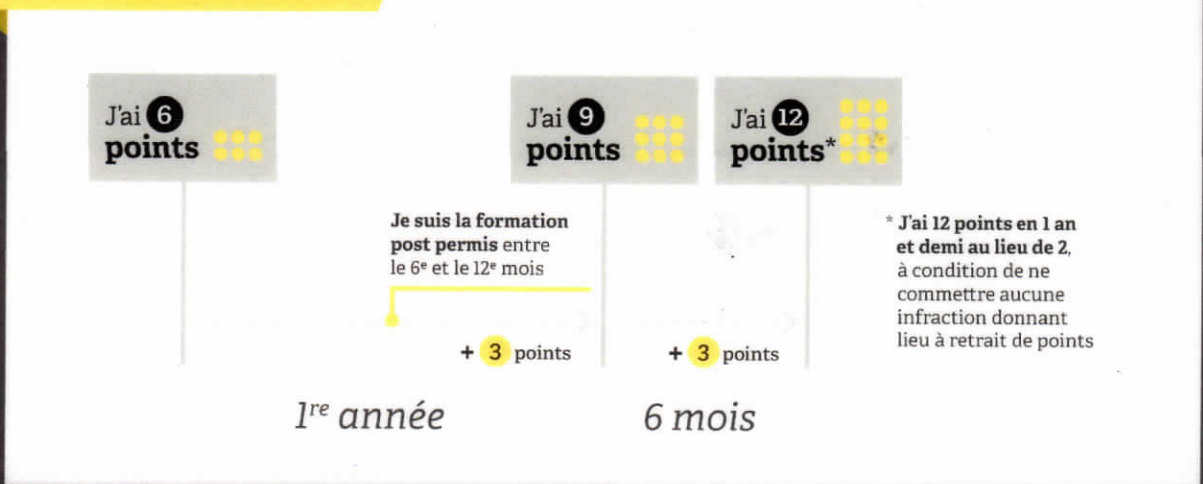 J'ai 6
points
J'ai 9
points
J'ai 12
points*
Je suis la formation
post permis entre
le 6e et le 12e mois
* J'ai 12 points en 1 an
et demi au lieu de 2,
à condition de ne
commettre aucune
infraction donnant
lieu à retrait de points
+ 3 points
+ 3 points
1re année
6 mois